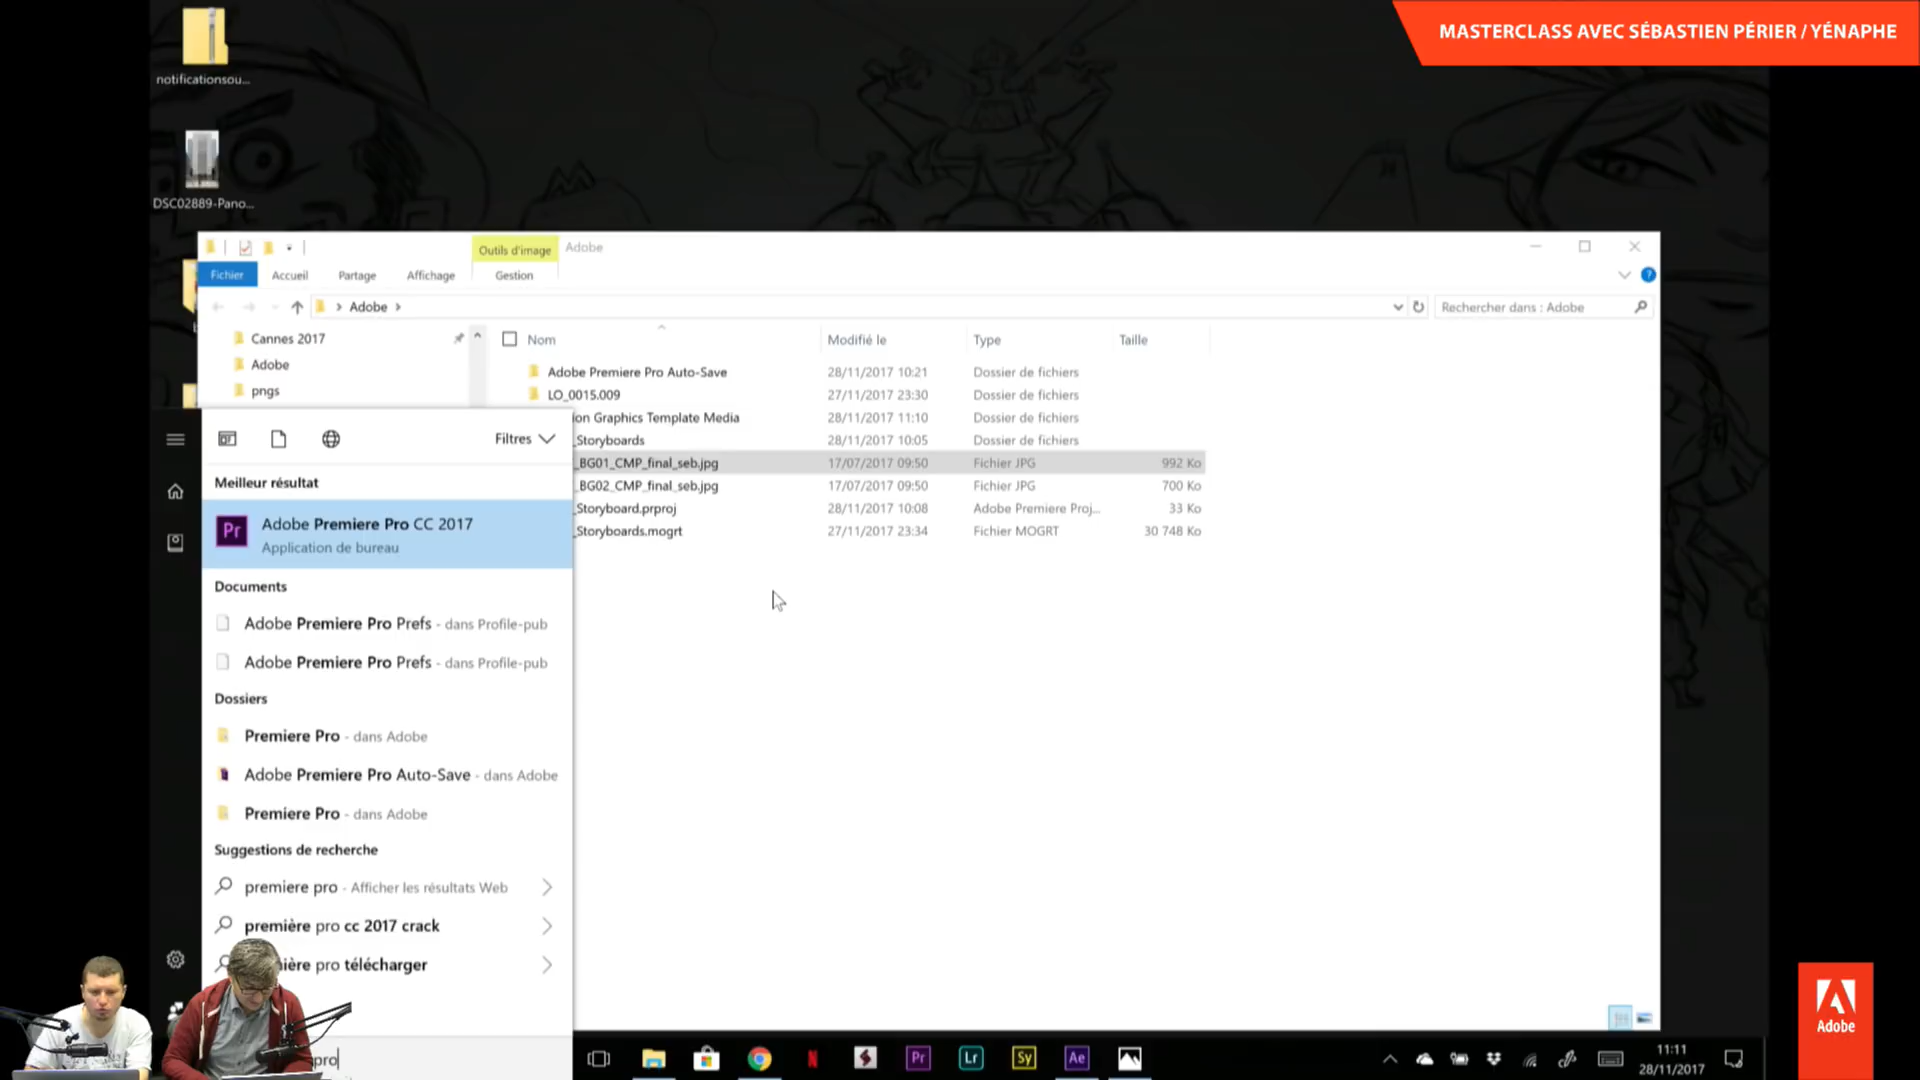 MASTERCLASS AVEC SÉBASTIEN PÉRIER / YÉNAPHE
notificationsou...
DSC02889-Pano...
Outils d'image
Adobe
Fichier
Accueil
Partage
Affichage
Gestion
Adobe
Rechercher dans : Adobe
Cannes 2017
Adobe
pngs
Nom
Modifié le
Type
Taille
Adobe Premiere Pro Auto-Save
28/11/2017 10:21
Dossier de fichiers
LO_0015.009
27/11/2017 23:30
Dossier de fichiers
ion Graphics Template Media
28/11/2017 11:10
Dossier de fichiers
_Storyboards
28/11/2017 10:05
Dossier de fichiers
_BG01_CMP_final_seb.jpg
17/07/2017 09:50
Fichier JPG
992 Ko
_BG02_CMP_final_seb.jpg
17/07/2017 09:50
Fichier JPG
700 Ko
_Storyboard.prproj
28/11/2017 10:08
Adobe Premiere Proj...
33 Ko
_Storyboards.mogrt
27/11/2017 23:34
Fichier MOGRT
30 748 Ko
Filtres
Meilleur résultat
Pr
Adobe Premiere Pro CC 2017
Application de bureau
Documents
Adobe Premiere Pro Prefs - dans Profile-pub
Adobe Premiere Pro Prefs - dans Profile-pub
Dossiers
Premiere Pro - dans Adobe
Adobe Premiere Pro Auto-Save - dans Adobe
Premiere Pro - dans Adobe
Suggestions de recherche
premiere pro - Afficher les résultats Web
première pro cc 2017 crack
ière pro télécharger
pro
Pr
Lr
Sy
Ae
11:11
28/11/2017
Adobe